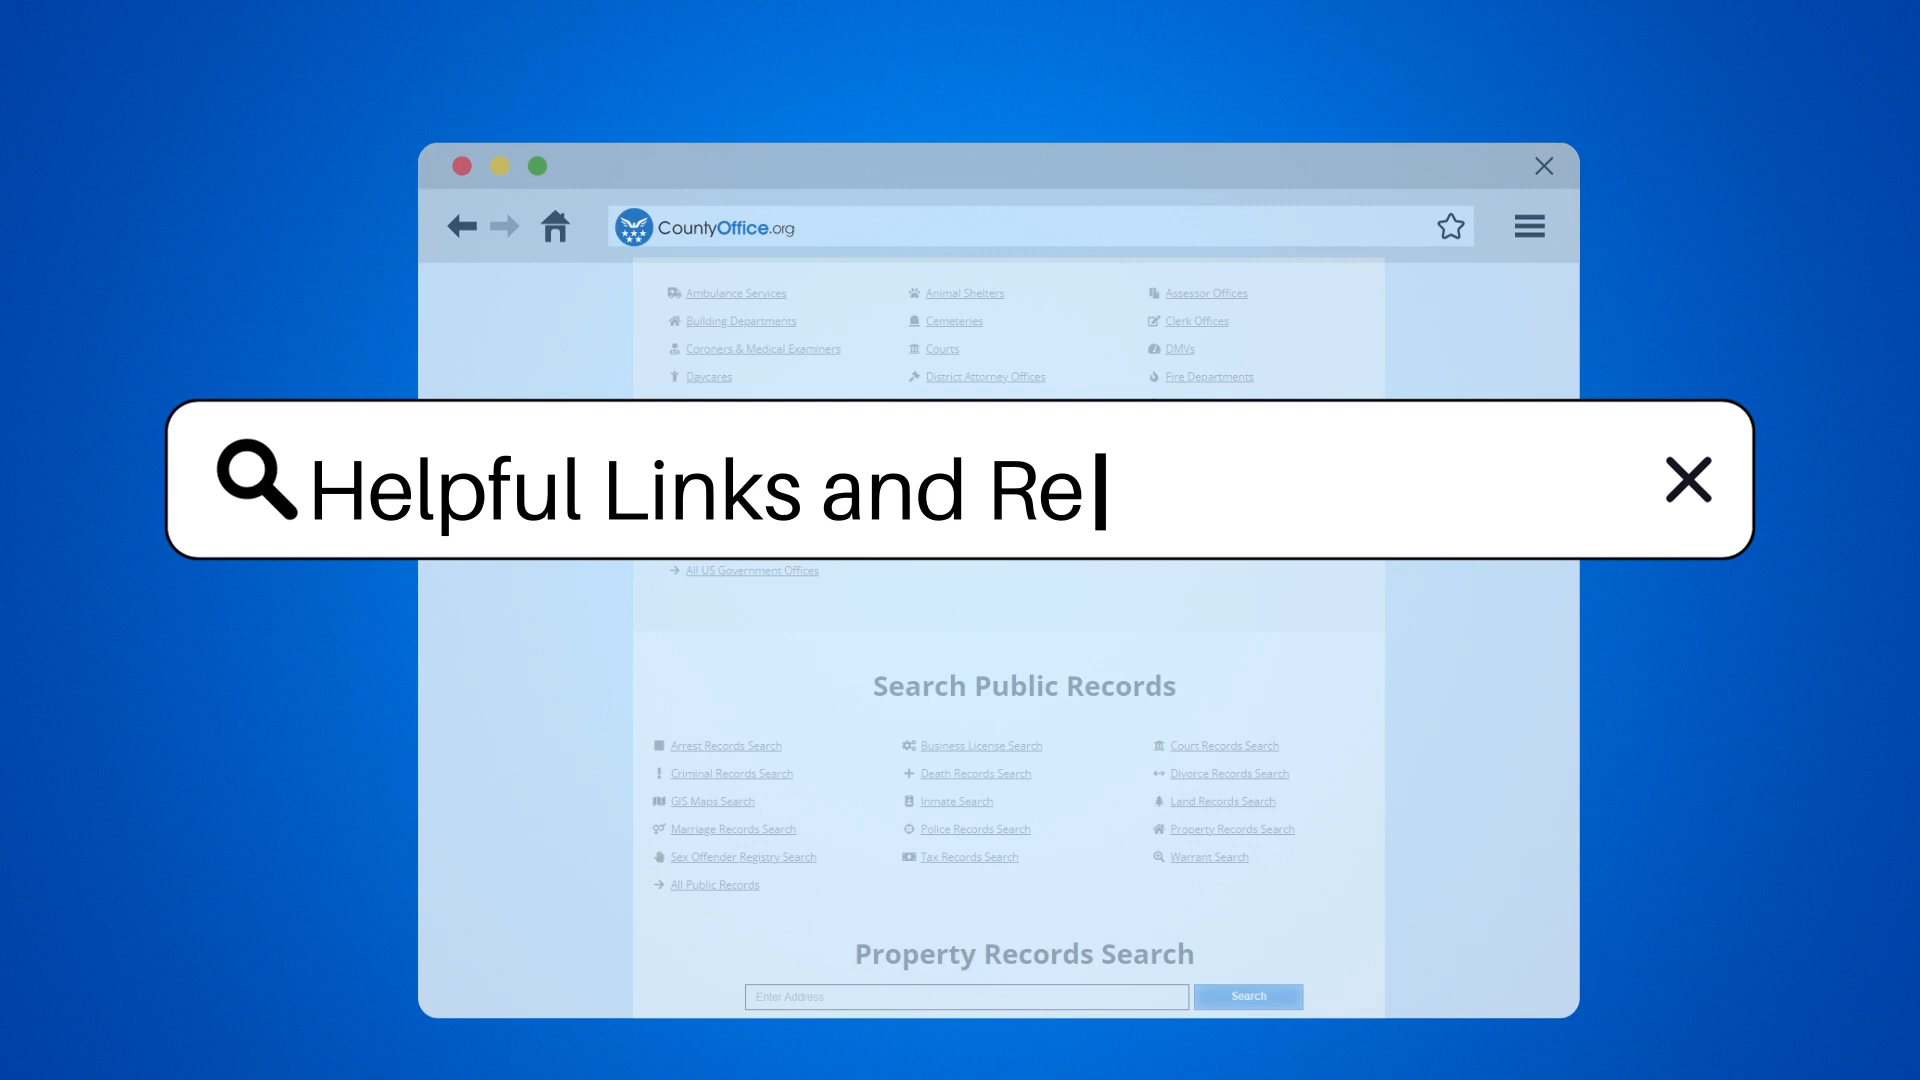 CountyOffice.org
Ambulance Services Animal Shelters Assessor Offices
Building Departments Cemeteries Clerk Offices
Coroners & Medical Examiners Courts DMVs
Daycares District Attorney Offices Fire Departments
Helpful Links and Re
All US Government Offices
Search Public Records
Arrest Records Search Business License Search Court Records Search
Criminal Records Search Death Records Search Divorce Records Search
GIS Maps Search Inmate Search Land Records Search
Marriage Records Search Police Records Search Property Records Search
Sex Offender Registry Search Tax Records Search Warrant Search
All Public Records
Property Records Search
Enter Address Search